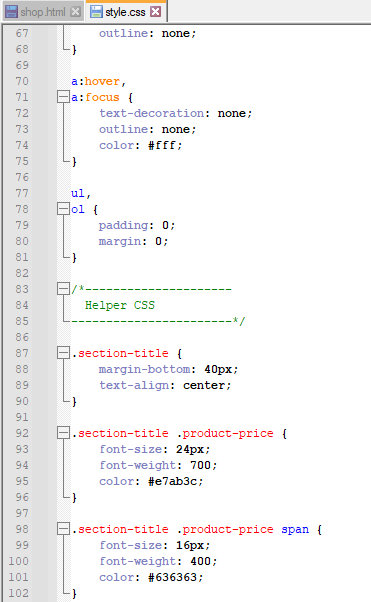 shop.html style.css
67 outline: none;
68 }
69
70 a:hover,
71 a:focus {
72 text-decoration: none;
73 outline: none;
74 color: #fff;
75 }
76
77 ul,
78 ol {
79 padding: 0;
80 margin: 0;
81 }
82
83 /*---------------------
84 Helper CSS
85 -----------------------*/
86
87 .section-title {
88 margin-bottom: 40px;
89 text-align: center;
90 }
91
92 .section-title .product-price {
93 font-size: 24px;
94 font-weight: 700;
95 color: #e7ab3c;
96 }
97
98 .section-title .product-price span {
99 font-size: 16px;
100 font-weight: 400;
101 color: #636363;
102 }